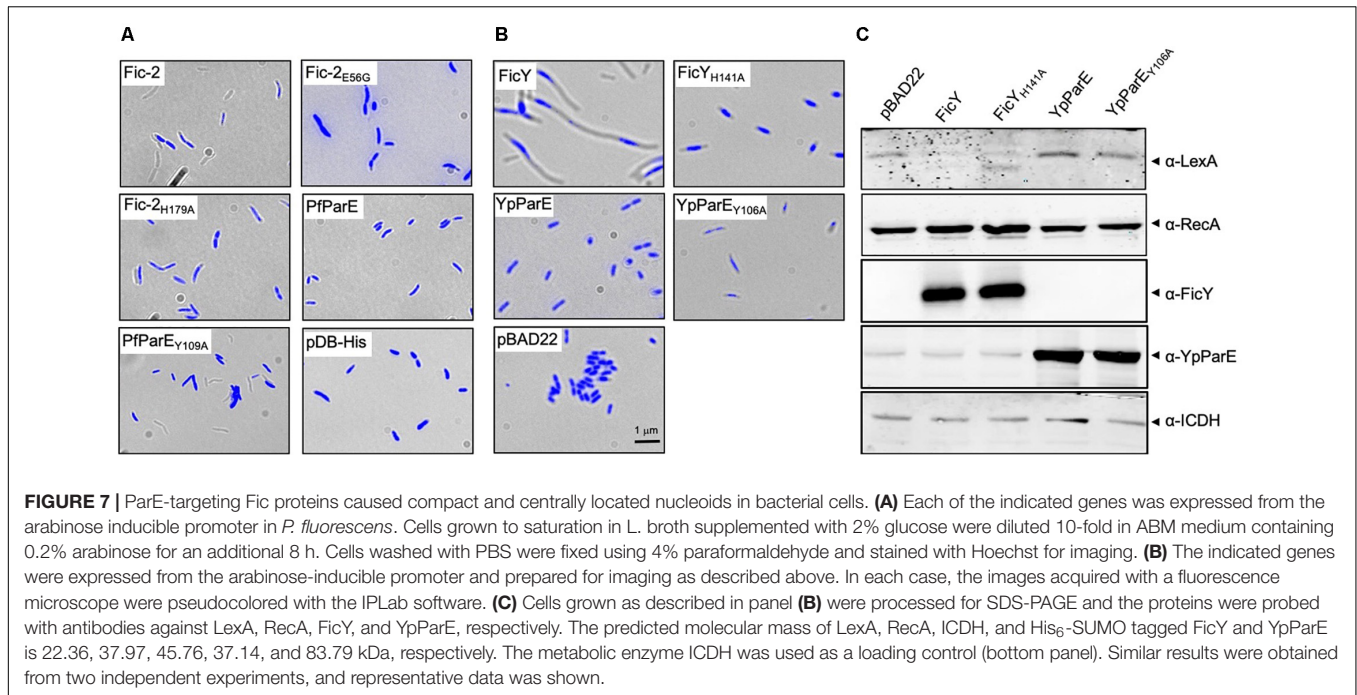 A
B
C
Fic-2
Fic-2E56G
FicY
FicYH141A
pBAD22
FicY
FicYH141A
YpParE
YpParEY106A
α-LexA
Fic-2H179A
PfParE
YpParE
YpParEY106A
α-RecA
α-FicY
PfParEY109A
pDB-His
pBAD22
1 μm
α-YpParE
α-ICDH
FIGURE 7 | ParE-targeting Fic proteins caused compact and centrally located nucleoids in bacterial cells. (A) Each of the indicated genes was expressed from the
arabinose inducible promoter in P. fluorescens. Cells grown to saturation in L. broth supplemented with 2% glucose were diluted 10-fold in ABM medium containing
0.2% arabinose for an additional 8 h. Cells washed with PBS were fixed using 4% paraformaldehyde and stained with Hoechst for imaging. (B) The indicated genes
were expressed from the arabinose-inducible promoter and prepared for imaging as described above. In each case, the images acquired with a fluorescence
microscope were pseudocolored with the IPLab software. (C) Cells grown as described in panel (B) were processed for SDS-PAGE and the proteins were probed
with antibodies against LexA, RecA, FicY, and YpParE, respectively. The predicted molecular mass of LexA, RecA, ICDH, and His6-SUMO tagged FicY and YpParE
is 22.36, 37.97, 45.76, 37.14, and 83.79 kDa, respectively. The metabolic enzyme ICDH was used as a loading control (bottom panel). Similar results were obtained
from two independent experiments, and representative data was shown.